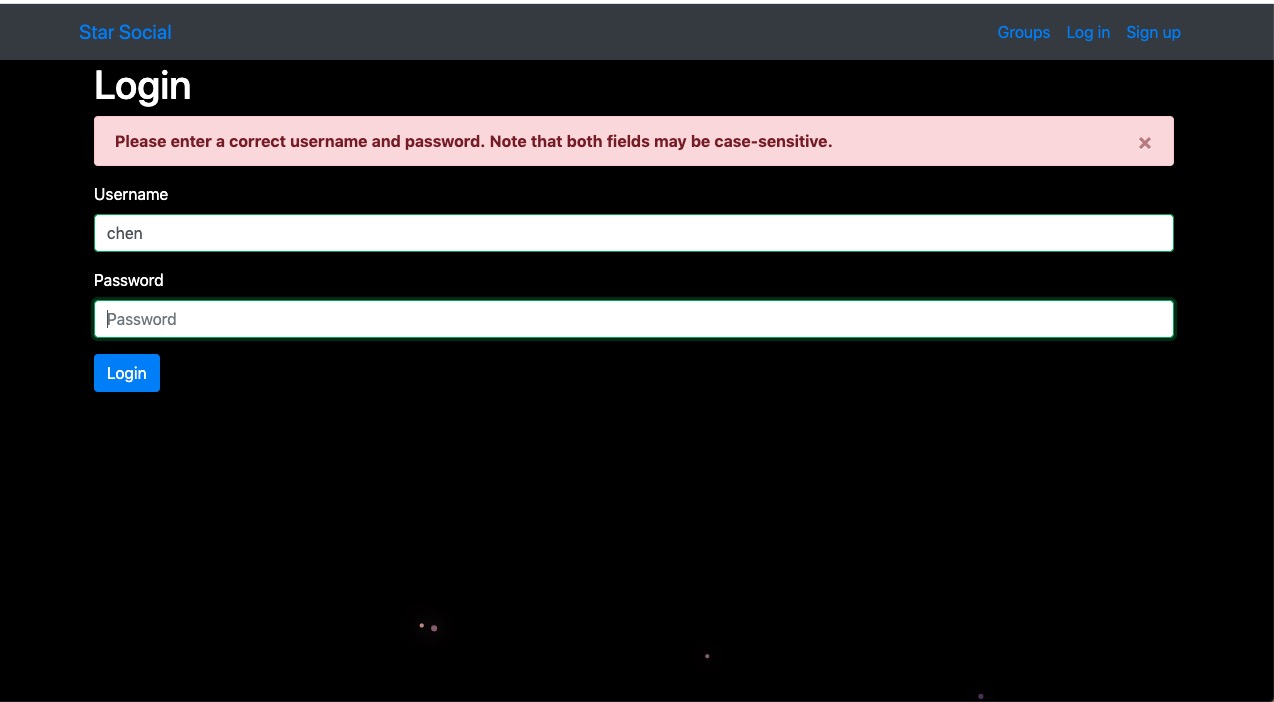 Star Social
Groups Log in Sign up
Login
Please enter a correct username and password. Note that both fields may be case-sensitive. ×
Username
chen
Password
Password
Login